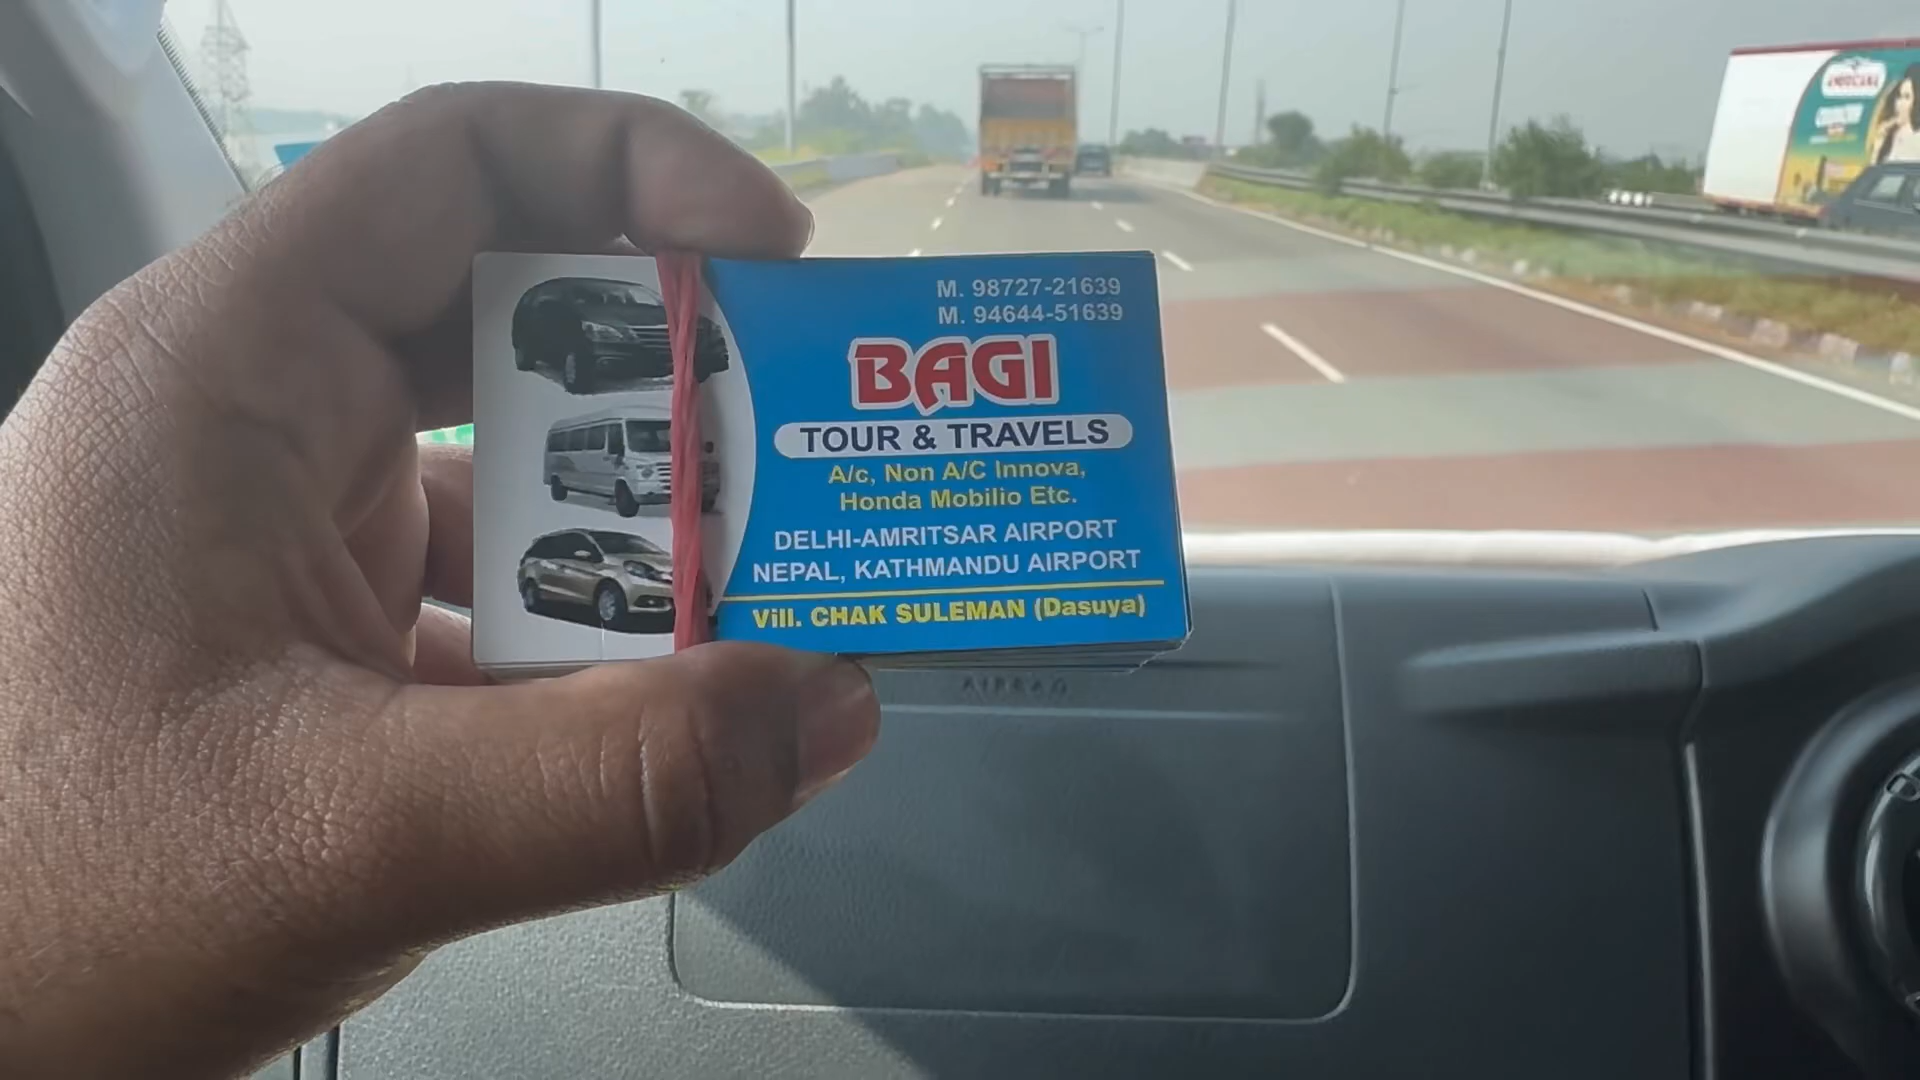 M. 98727-21639
M. 94644-51639
BAGI
TOUR & TRAVELS
A/c, Non A/C Innova,
Honda Mobilio Etc.
DELHI-AMRITSAR AIRPORT
NEPAL, KATHMANDU AIRPORT
Vill. CHAK SULEMAN (Dasuya)
AIRBAG